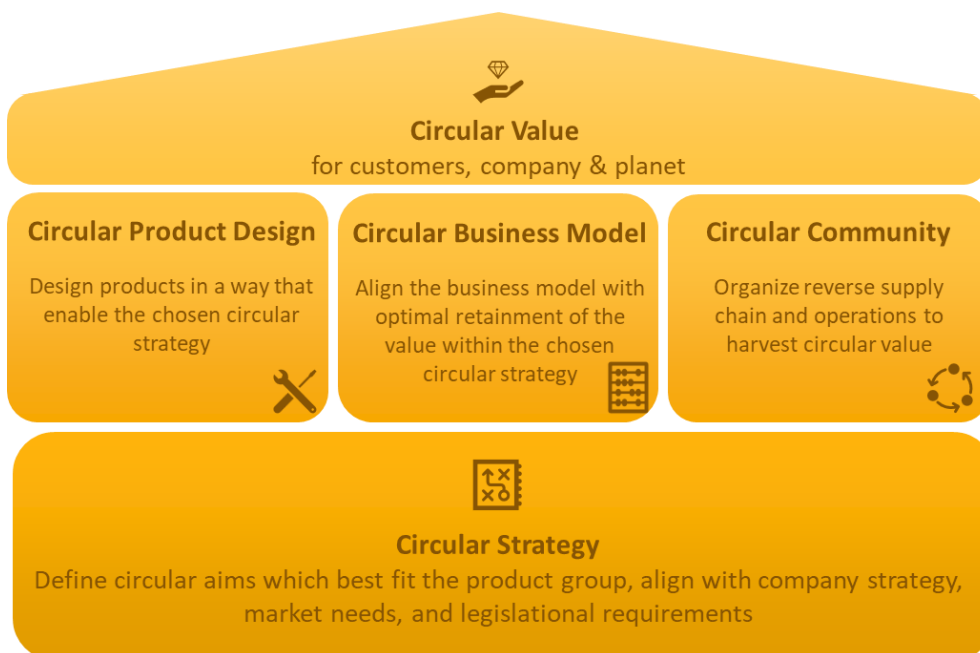 Circular Value
for customers, company & planet
Circular Product Design
Design products in a way that
enable the chosen circular
strategy
Circular Business Model
Align the business model with
optimal retainment of the
value within the chosen
circular strategy
Circular Community
Organize reverse supply
chain and operations to
harvest circular value
Circular Strategy
Define circular aims which best fit the product group, align with company strategy,
market needs, and legislational requirements